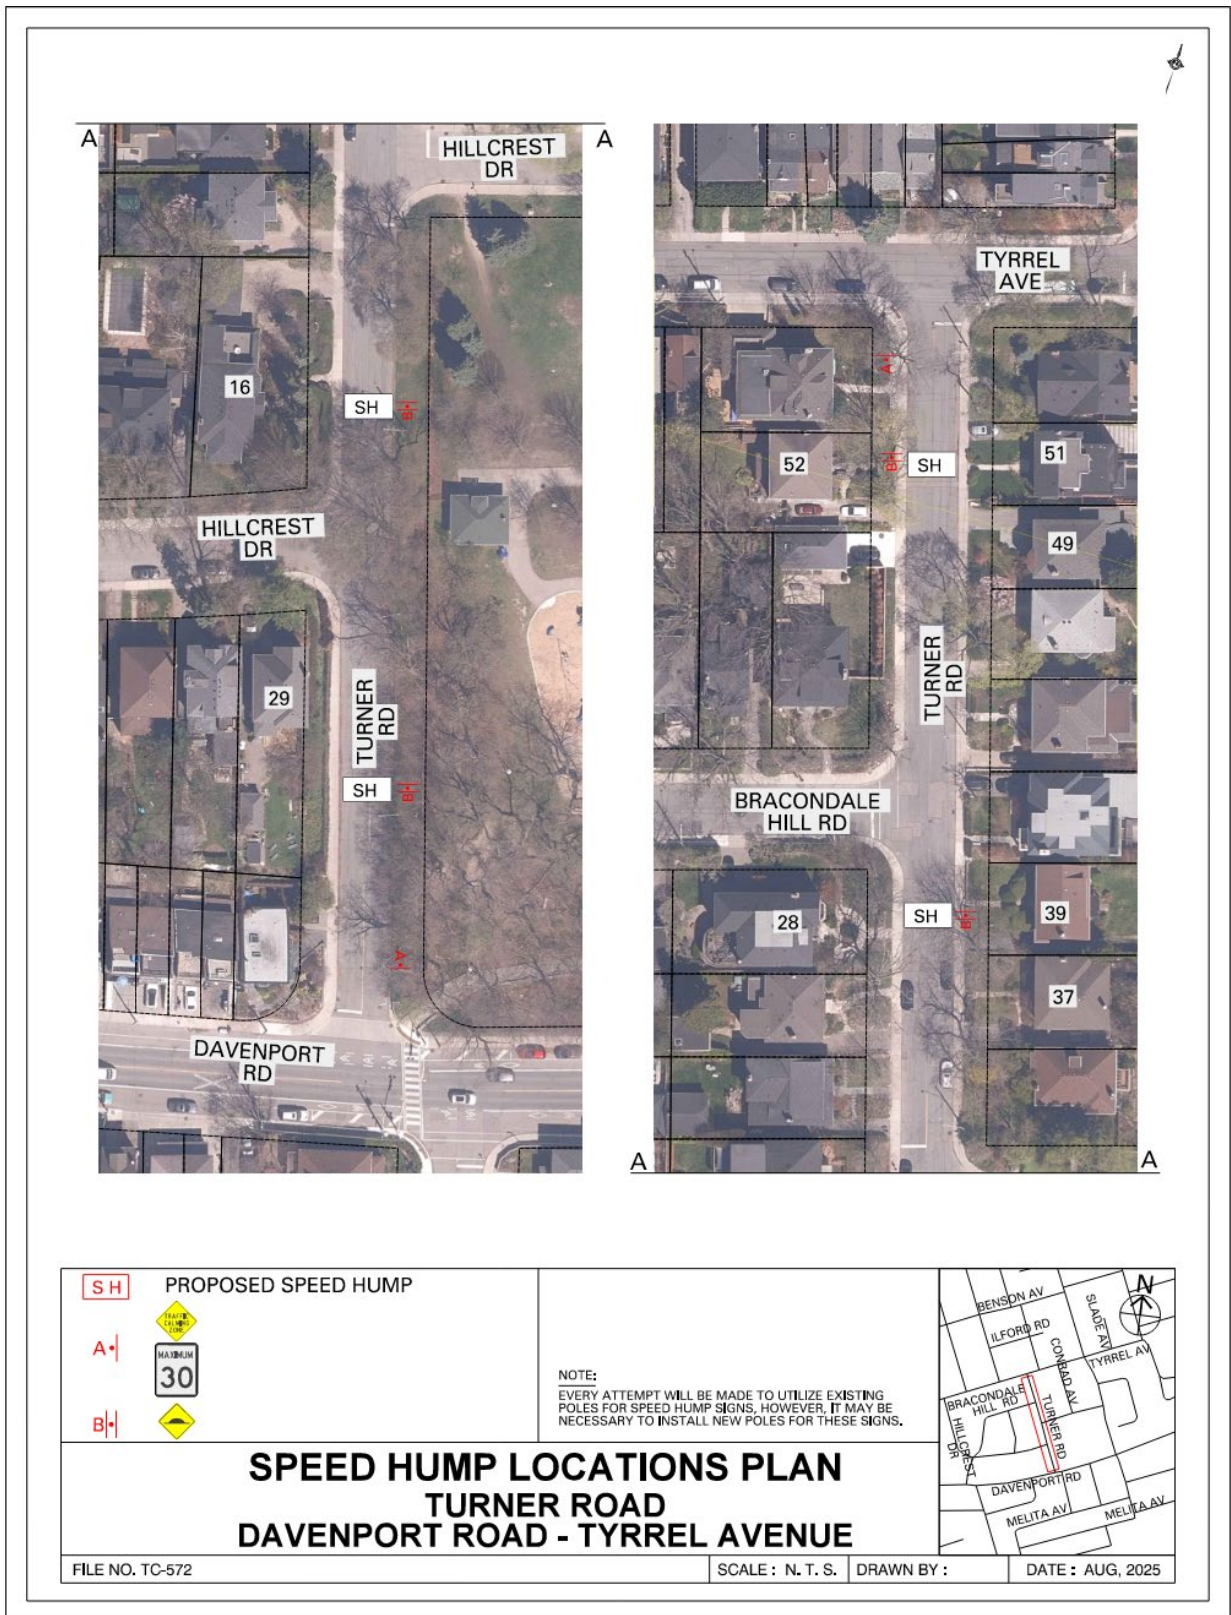 A
A
HILLCREST
DR
16
SH
B
HILLCREST
DR
29
TURNER
RD
SH
B
A
DAVENPORT
RD
TYRREL
AVE
A
52
B
SH
51
49
TURNER
RD
BRACONDALE
HILL RD
28
SH
B
39
37
A
A
SH
PROPOSED SPEED HUMP
A
TRAFFIC
CALMING
ZONE
MAXIMUM
30
B
NOTE:
EVERY ATTEMPT WILL BE MADE TO UTILIZE EXISTING
POLES FOR SPEED HUMP SIGNS, HOWEVER, IT MAY BE
NECESSARY TO INSTALL NEW POLES FOR THESE SIGNS.
N
BENSON AV
SLADE AV
ILFORD RD
CONRAD AV
TYRREL AV
BRACONDALE
HILL RD
TURNER RD
HILLCREST
DR
DAVENPORT RD
MELITA AV
MELITA AV
SPEED HUMP LOCATIONS PLAN
TURNER ROAD
DAVENPORT ROAD - TYRREL AVENUE
FILE NO. TC-572
SCALE : N. T. S.
DRAWN BY :
DATE : AUG, 2025